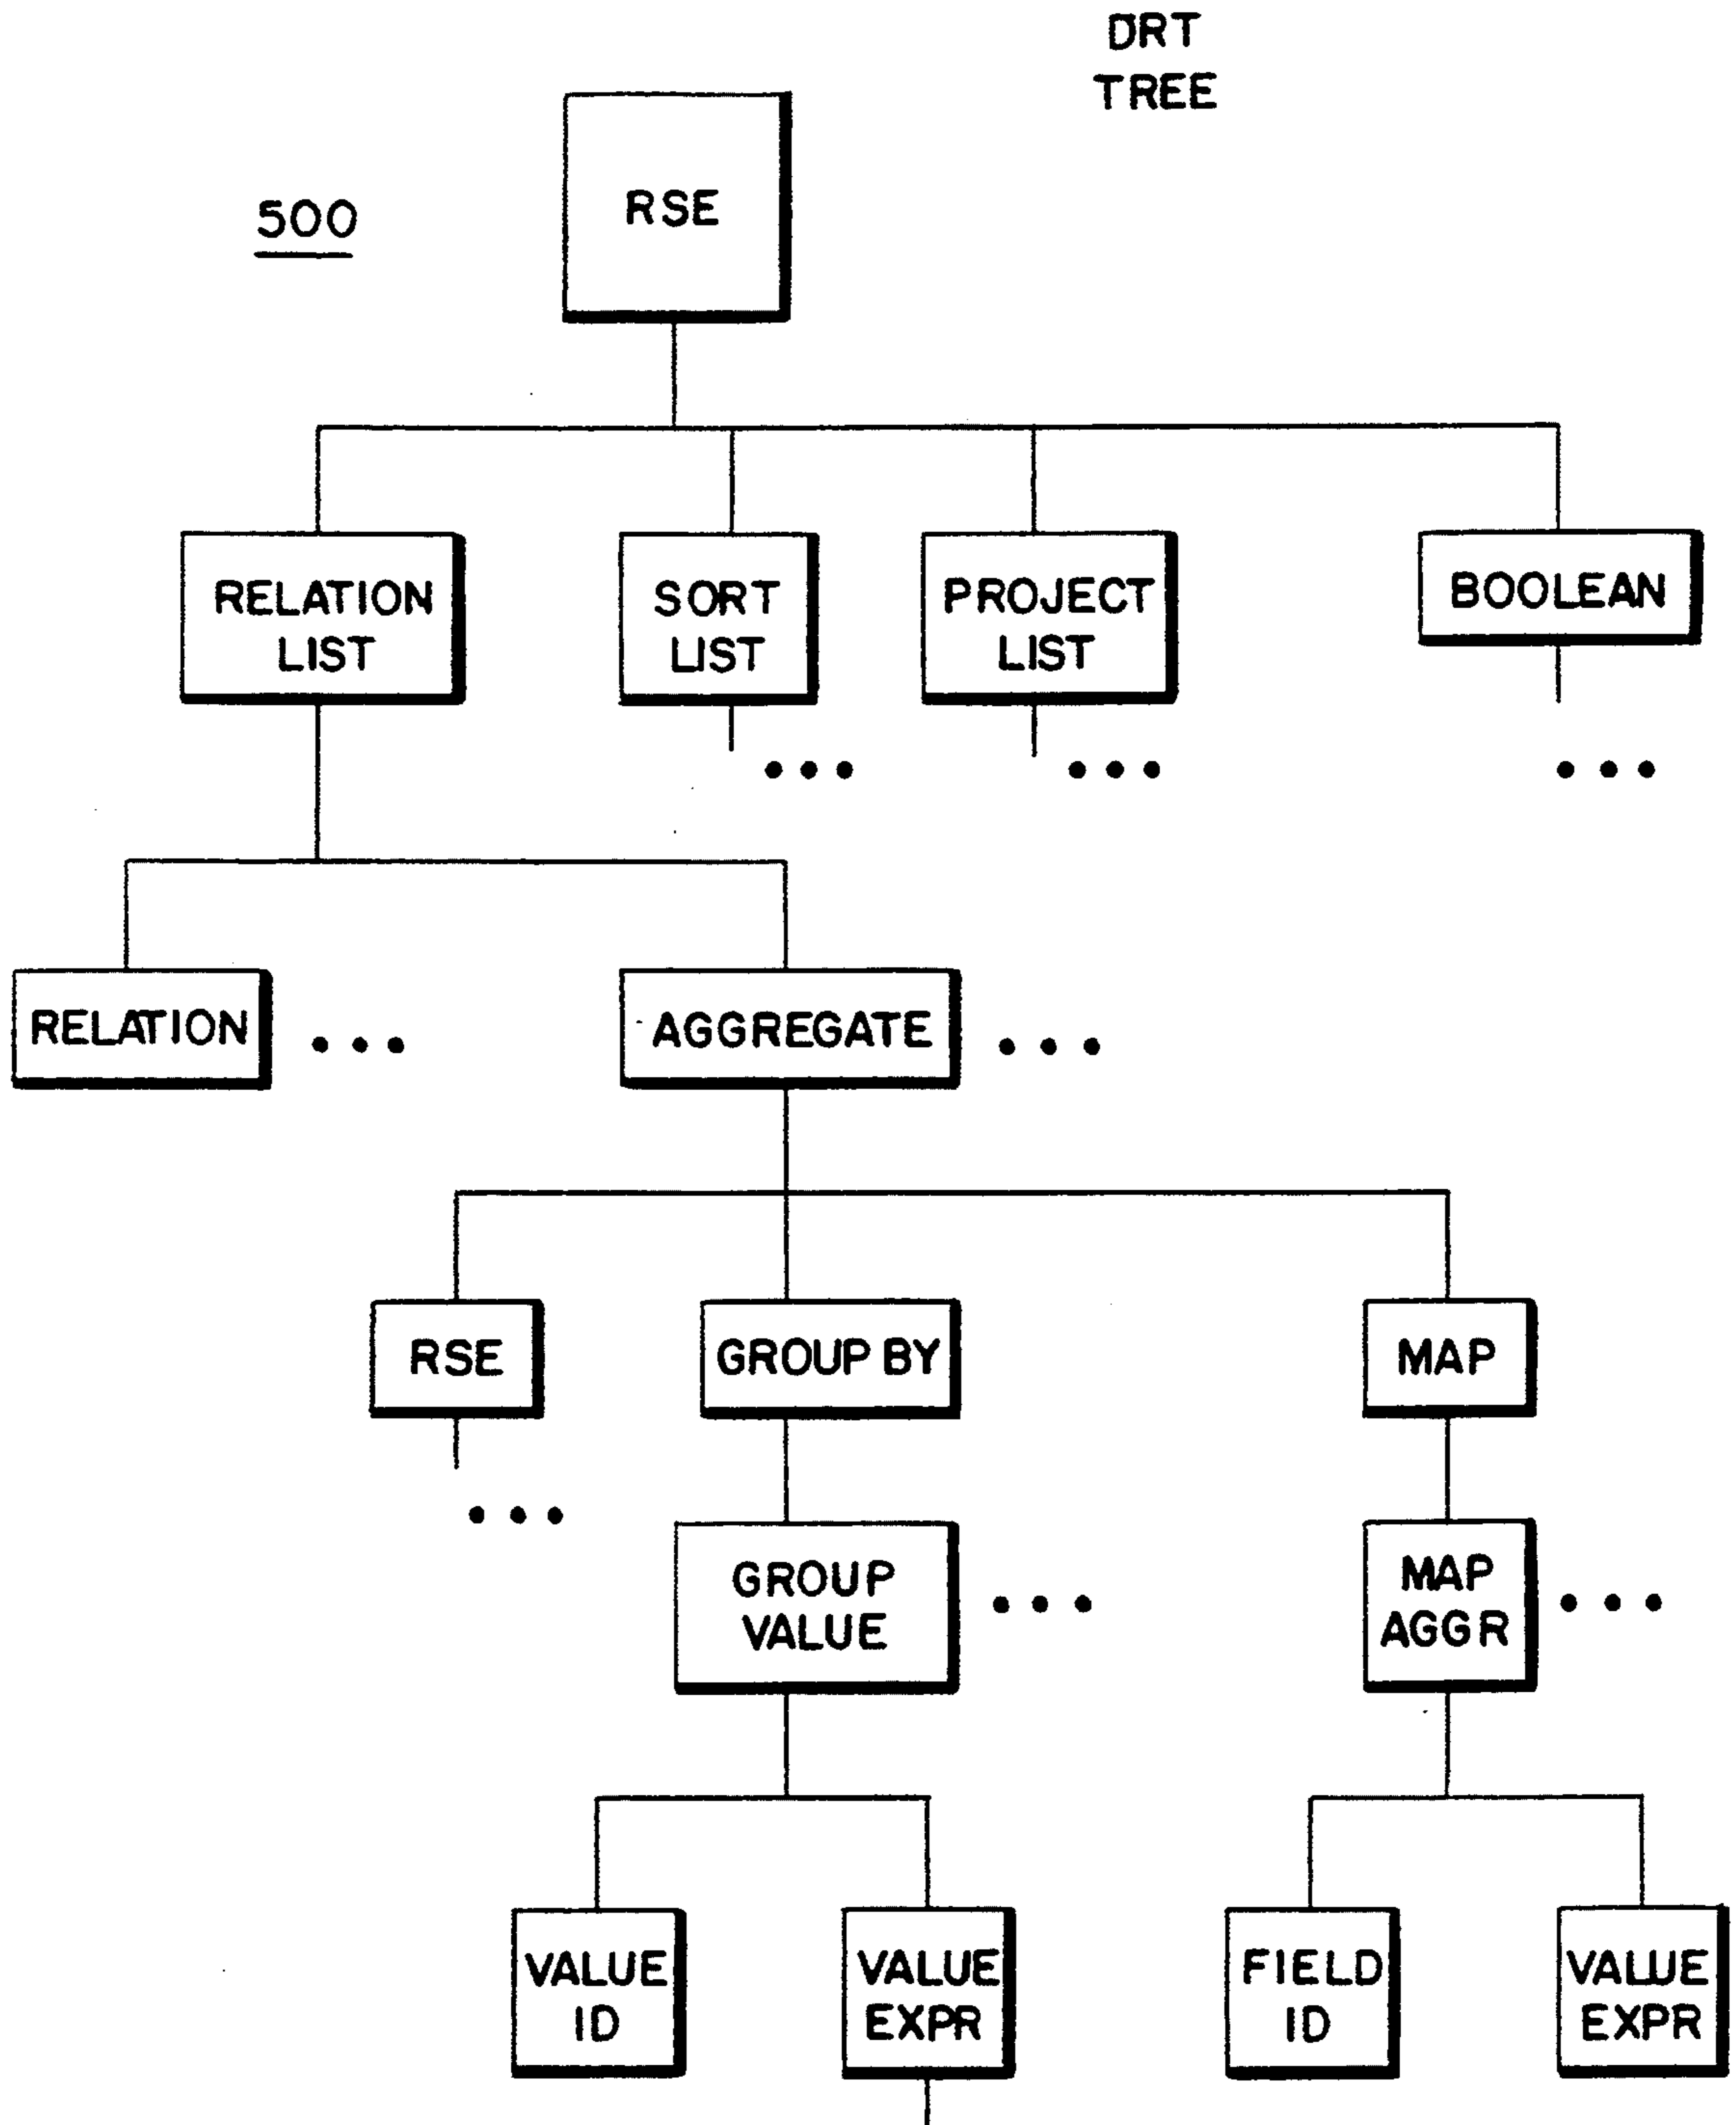 DRT
TREE
RSE
500
RELATION
LIST
SORT
LIST
PROJECT
LIST
BOOLEAN
•••
•••
•••
RELATION
•••
AGGREGATE
•••
RSE
GROUP BY
MAP
•••
GROUP
VALUE
•••
MAP
AGGR
•••
VALUE
ID
VALUE
EXPR
FIELD
ID
VALUE
EXPR